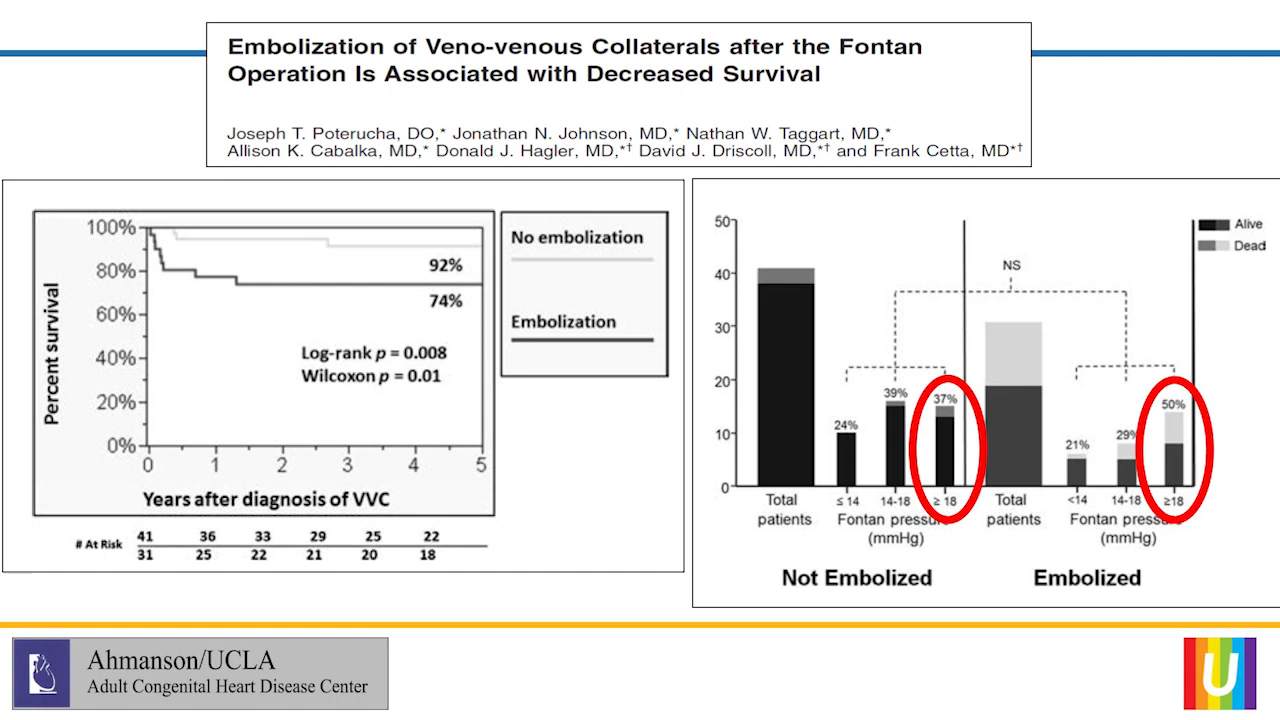 Embolization of Veno-venous Collaterals after the Fontan
Operation Is Associated with Decreased Survival
Joseph T. Poterucha, DO,* Jonathan N. Johnson, MD,* Nathan W. Taggart, MD,*
Allison K. Cabalka, MD,* Donald J. Hagler, MD,*† David J. Driscoll, MD,*† and Frank Cetta, MD*†
Percent survival
100%
80%
60%
40%
20%
0%
92%
74%
Log-rank p = 0.008
Wilcoxon p = 0.01
0 1 2 3 4 5
Years after diagnosis of VVC
No embolization
Embolization
# At Risk
41 36 33 29 25 22
31 25 22 21 20 18
50
40
30
20
10
0
NS
Alive
Dead
24%
39%
37%
21%
29%
50%
Total
patients
≤ 14 14-18 ≥ 18
Fontan pressu
(mmHg)
Total
patients
<14 14-18 ≥18
Fontan pressu
(mmHg)
Not Embolized
Embolized
Ahmanson/UCLA
Adult Congenital Heart Disease Center
U